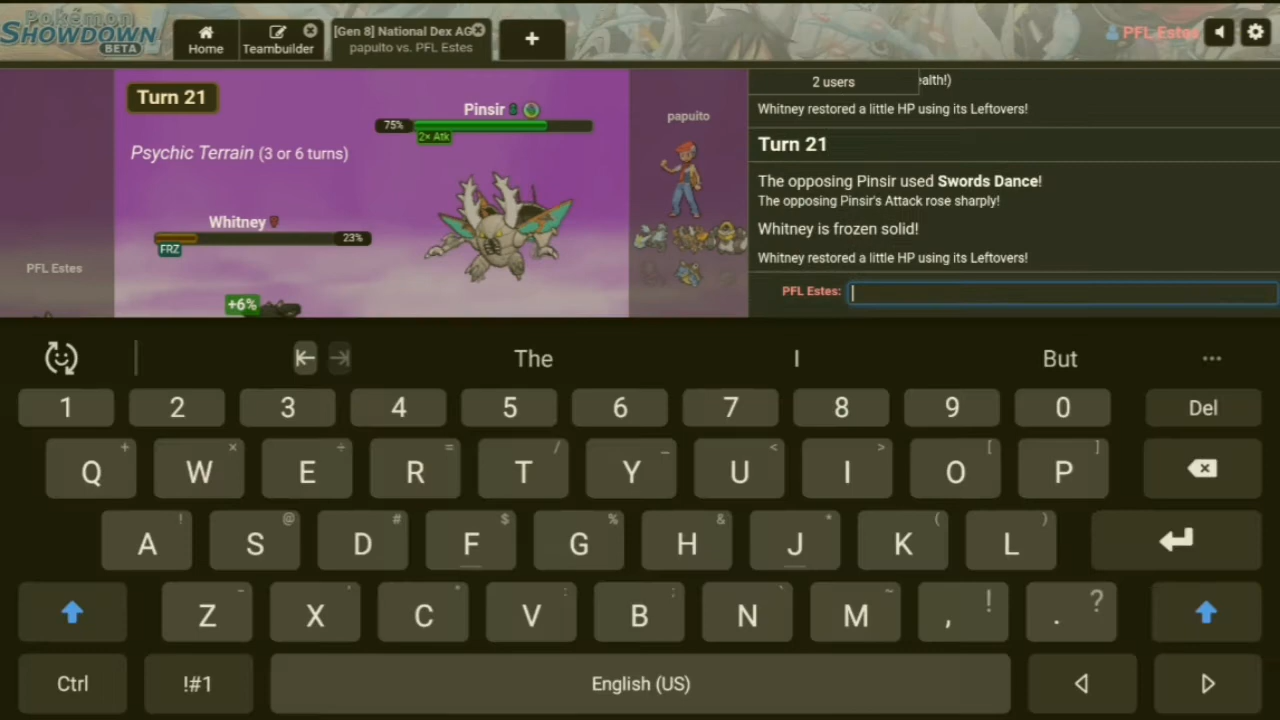 Pokémon
SHOWDOWN
BETA
Home
Teambuilder
[Gen 8] National Dex AG
papuito vs. PFL Estes
+
PFL Estes
Turn 21
Psychic Terrain (3 or 6 turns)
Pinsir
75%
2× Atk
Whitney
23%
FRZ
+6%
PFL Estes
papuito
2 users
ealth!)
Whitney restored a little HP using its Leftovers!
Turn 21
The opposing Pinsir used Swords Dance!
The opposing Pinsir's Attack rose sharply!
Whitney is frozen solid!
Whitney restored a little HP using its Leftovers!
PFL Estes:
The I But ...
1 2 3 4 5 6 7 8 9 0 Del
+ × ÷ = / _ < > [ ]
Q W E R T Y U I O P
! @ # $ % & * ( )
A S D F G H J K L
- ' " : ; ` ~ ! ?
Z X C V B N M , .
Ctrl !#1 English (US)